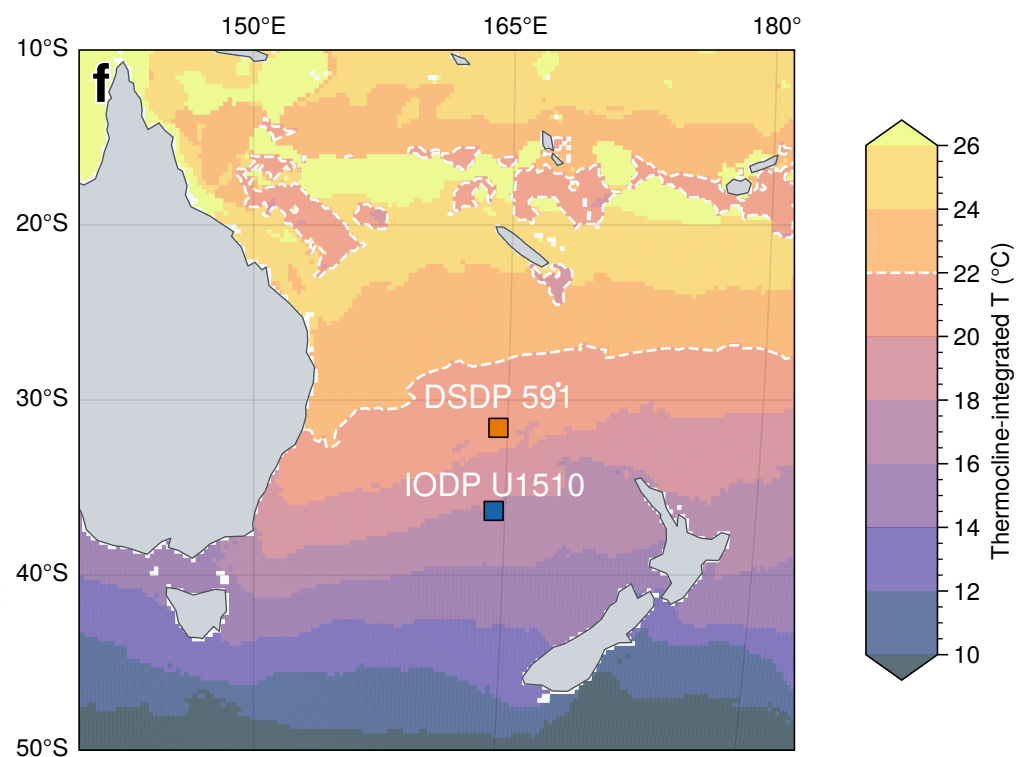 150°E 165°E 180°
10°S
f
20°S
30°S
40°S
50°S
DSDP 591
IODP U1510
26
24
22
20
18
16
14
12
10
Thermocline-integrated T (°C)